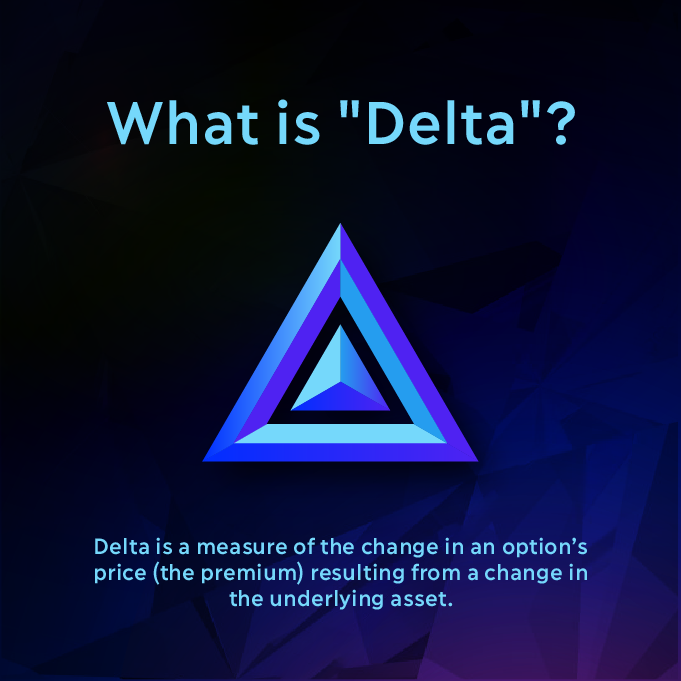 What is "Delta"?
Delta is a measure of the change in an option’s
price (the premium) resulting from a change in
the underlying asset.